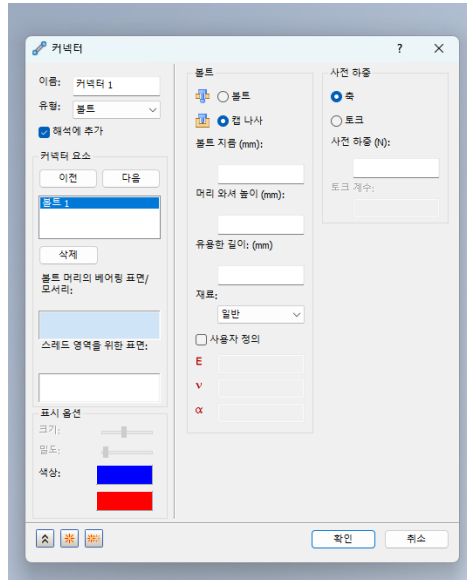 커넥터
?
이름:
커넥터 1
유형:
볼트
해석에 추가
커넥터 요소
이전
다음
볼트 1
삭제
볼트 머리의 베어링 표면/
모서리:
스레드 영역을 위한 표면:
표시 옵션
크기:
밀도:
색상:
볼트
볼트
캡 나사
볼트 지름 (mm):
머리 와셔 높이 (mm):
유용한 길이: (mm)
재료:
일반
사용자 정의
E
ν
α
사전 하중
축
토크
사전 하중 (N):
토크 계수:
확인
취소